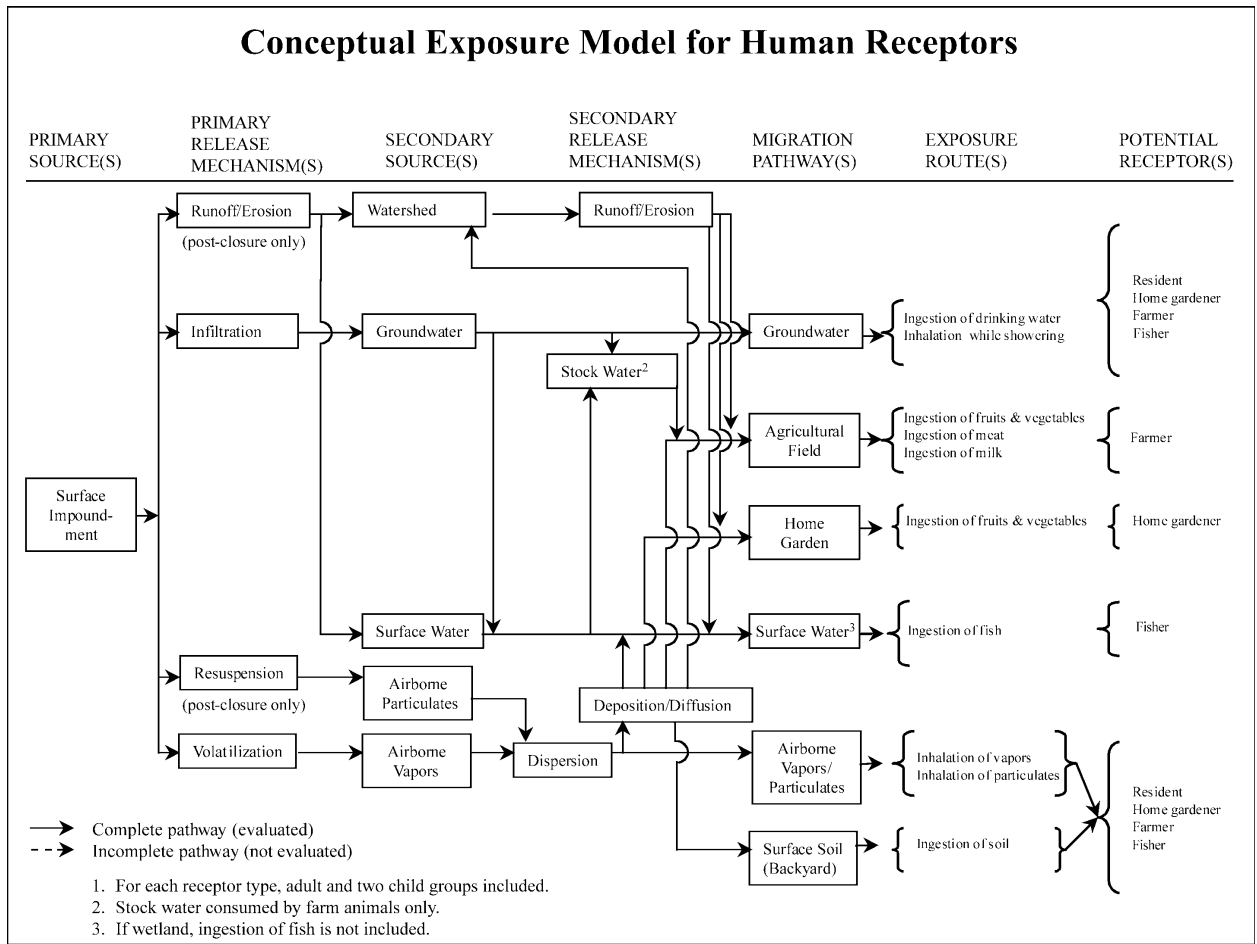 Conceptual Exposure Model for Human Receptors
PRIMARY
SOURCE(S)
PRIMARY
RELEASE
MECHANISM(S)
SECONDARY
SOURCE(S)
SECONDARY
RELEASE
MECHANISM(S)
MIGRATION
PATHWAY(S)
EXPOSURE
ROUTE(S)
POTENTIAL
RECEPTOR(S)
Surface
Impound-
ment
Runoff/Erosion
(post-closure only)
Infiltration
Resuspension
(post-closure only)
Volatilization
Watershed
Groundwater
Surface Water
Airborne
Particulates
Airborne
Vapors
Runoff/Erosion
Stock Water2
Deposition/Diffusion
Dispersion
Groundwater
Agricultural
Field
Home
Garden
Surface Water3
Airborne
Vapors/
Particulates
Surface Soil
(Backyard)
Ingestion of drinking water
Inhalation while showering
Ingestion of fruits & vegetables
Ingestion of meat
Ingestion of milk
Ingestion of fruits & vegetables
Ingestion of fish
Inhalation of vapors
Inhalation of particulates
Ingestion of soil
Resident
Home gardener
Farmer
Fisher
Farmer
Home gardener
Fisher
Resident
Home gardener
Farmer
Fisher
Complete pathway (evaluated)
Incomplete pathway (not evaluated)
1. For each receptor type, adult and two child groups included.
2. Stock water consumed by farm animals only.
3. If wetland, ingestion of fish is not included.